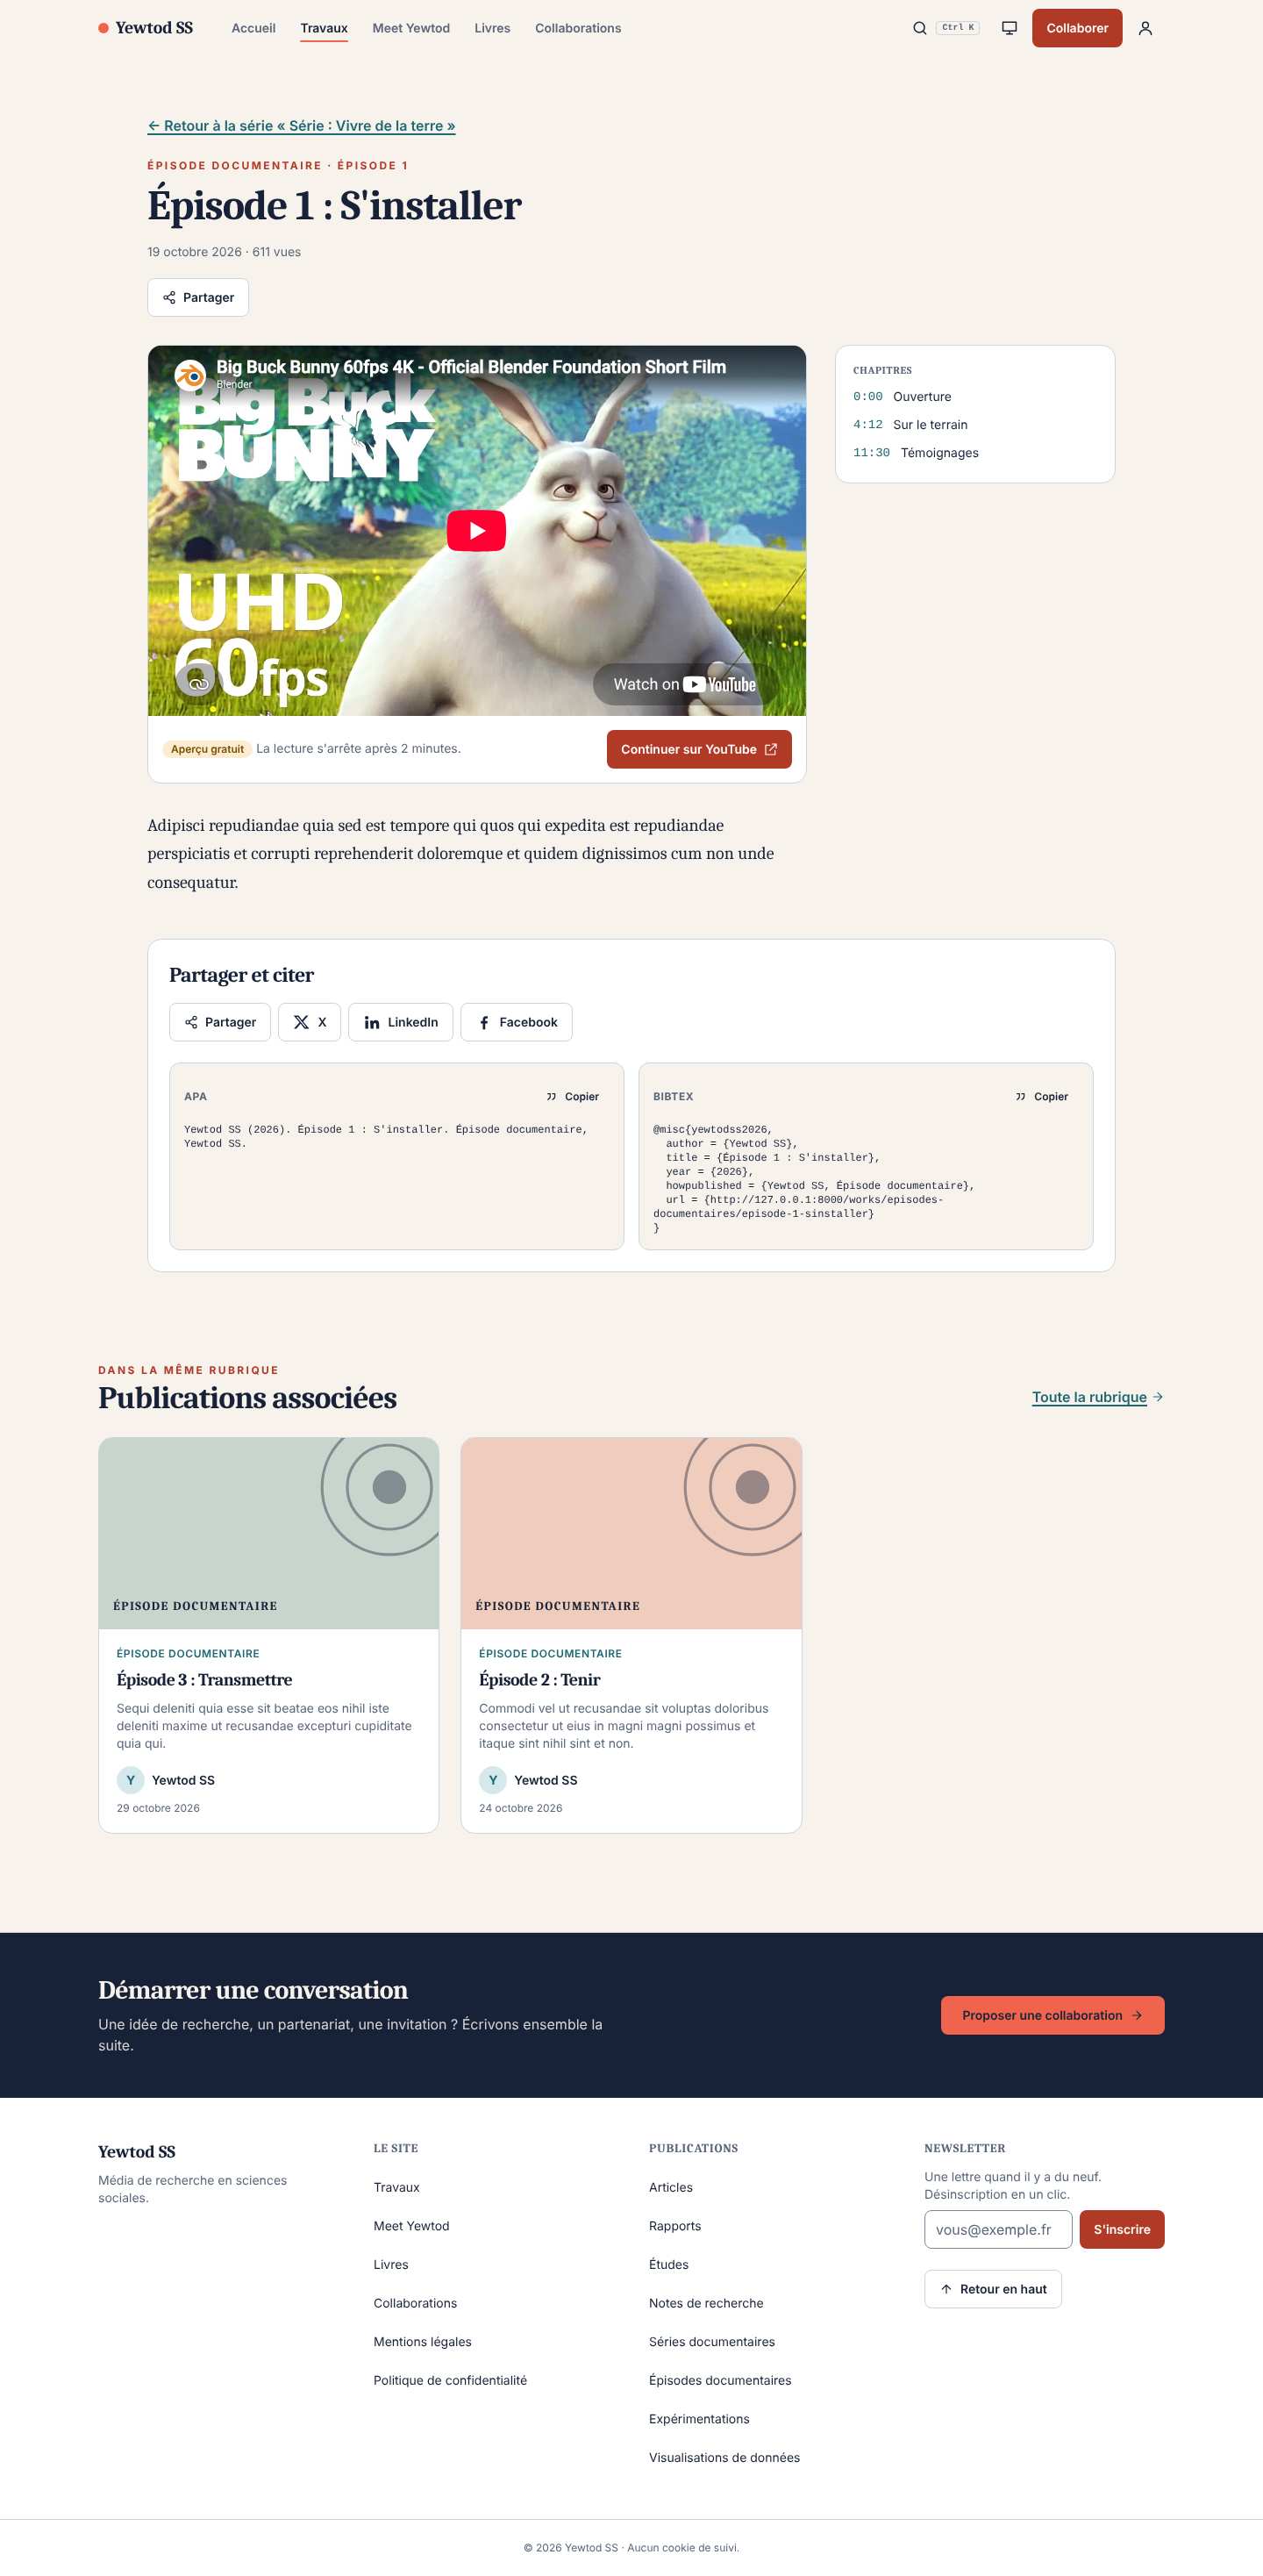 Yewtod SS
Accueil
Travaux
Meet Yewtod
Livres
Collaborations
Ctrl K
Collaborer
← Retour à la série « Série : Vivre de la terre »
ÉPISODE DOCUMENTAIRE · ÉPISODE 1
Épisode 1 : S'installer
19 octobre 2026 · 611 vues
Partager
Big Buck Bunny 60fps 4K - Official Blender Foundation Short Film
Blender
Big Buck
BUNNY
UHD
60fps
Watch on YouTube
Aperçu gratuit La lecture s'arrête après 2 minutes.
Continuer sur YouTube
CHAPITRES
0:00 Ouverture
4:12 Sur le terrain
11:30 Témoignages
Adipisci repudiandae quia sed est tempore qui quos qui expedita est repudiandae
perspiciatis et corrupti reprehenderit doloremque et quidem dignissimos cum non unde
consequatur.
Partager et citer
Partager
X
LinkedIn
Facebook
APA
Copier
Yewtod SS (2026). Épisode 1 : S'installer. Épisode documentaire,
Yewtod SS.
BIBTEX
Copier
@misc{yewtodss2026,
author = {Yewtod SS},
title = {Épisode 1 : S'installer},
year = {2026},
howpublished = {Yewtod SS, Épisode documentaire},
url = {http://127.0.0.1:8000/works/episodes-
documentaires/episode-1-sinstaller}
}
DANS LA MÊME RUBRIQUE
Publications associées
Toute la rubrique →
ÉPISODE DOCUMENTAIRE
ÉPISODE DOCUMENTAIRE
Épisode 3 : Transmettre
Sequi deleniti quia esse sit beatae eos nihil iste
deleniti maxime ut recusandae excepturi cupiditate
quia qui.
Y Yewtod SS
29 octobre 2026
ÉPISODE DOCUMENTAIRE
ÉPISODE DOCUMENTAIRE
Épisode 2 : Tenir
Commodi vel ut recusandae sit voluptas doloribus
consectetur ut eius in magni magni possimus et
itaque sint nihil sint et non.
Y Yewtod SS
24 octobre 2026
Démarrer une conversation
Une idée de recherche, un partenariat, une invitation ? Écrivons ensemble la
suite.
Proposer une collaboration →
Yewtod SS
Média de recherche en sciences
sociales.
LE SITE
Travaux
Meet Yewtod
Livres
Collaborations
Mentions légales
Politique de confidentialité
PUBLICATIONS
Articles
Rapports
Études
Notes de recherche
Séries documentaires
Épisodes documentaires
Expérimentations
Visualisations de données
NEWSLETTER
Une lettre quand il y a du neuf.
Désinscription en un clic.
vous@exemple.fr
S'inscrire
↑ Retour en haut
© 2026 Yewtod SS · Aucun cookie de suivi.